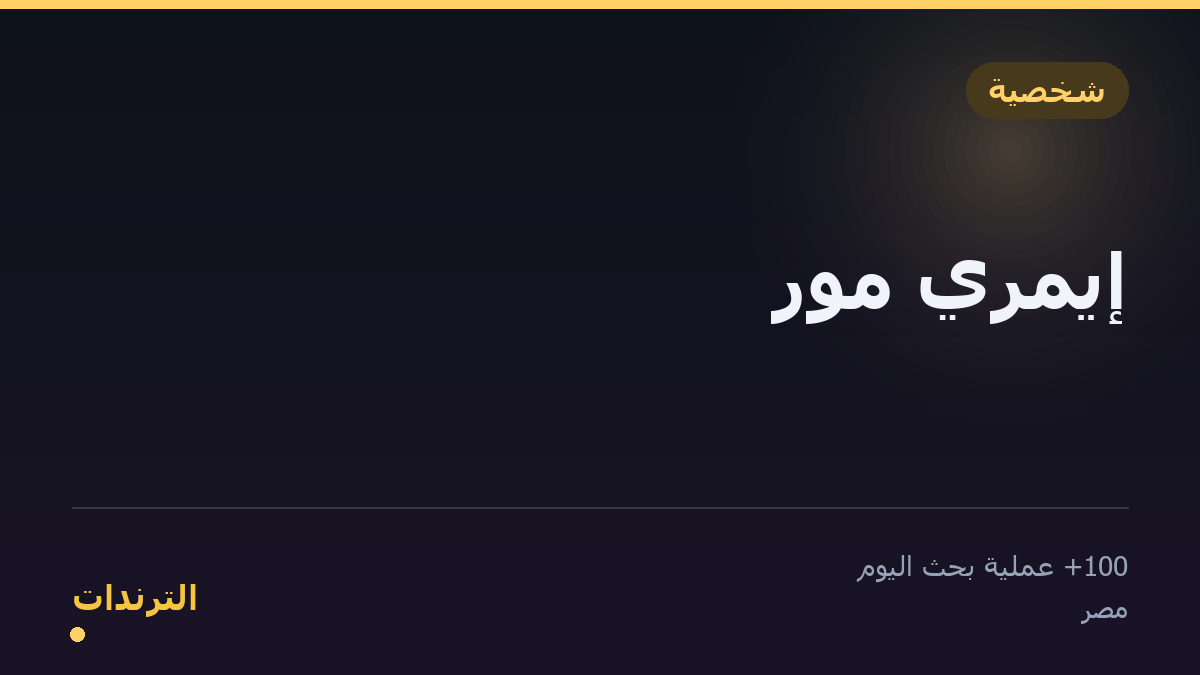 شخصية
إيمري مور
100+ عملية بحث اليوم
مصر
الترندات